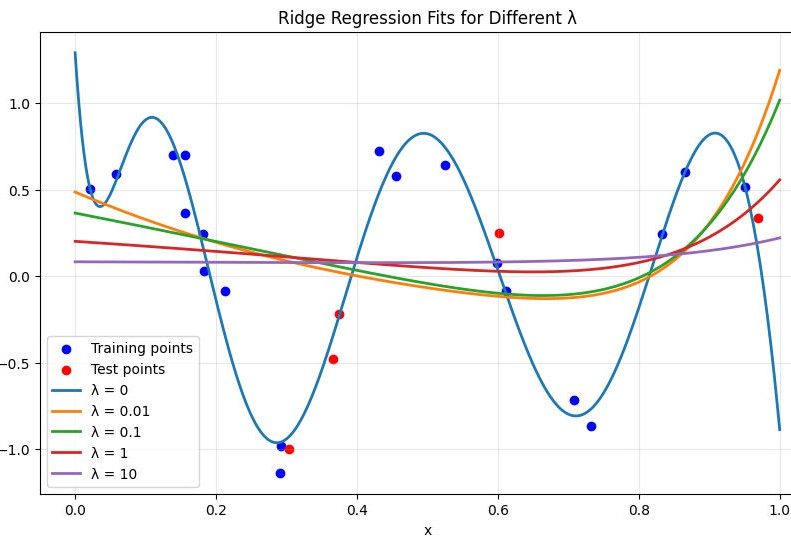 Ridge Regression Fits for Different λ
1.0
0.5
0.0
−0.5
−1.0
Training points
Test points
λ = 0
λ = 0.01
λ = 0.1
λ = 1
λ = 10
0.0 0.2 0.4 0.6 0.8 1.0
x